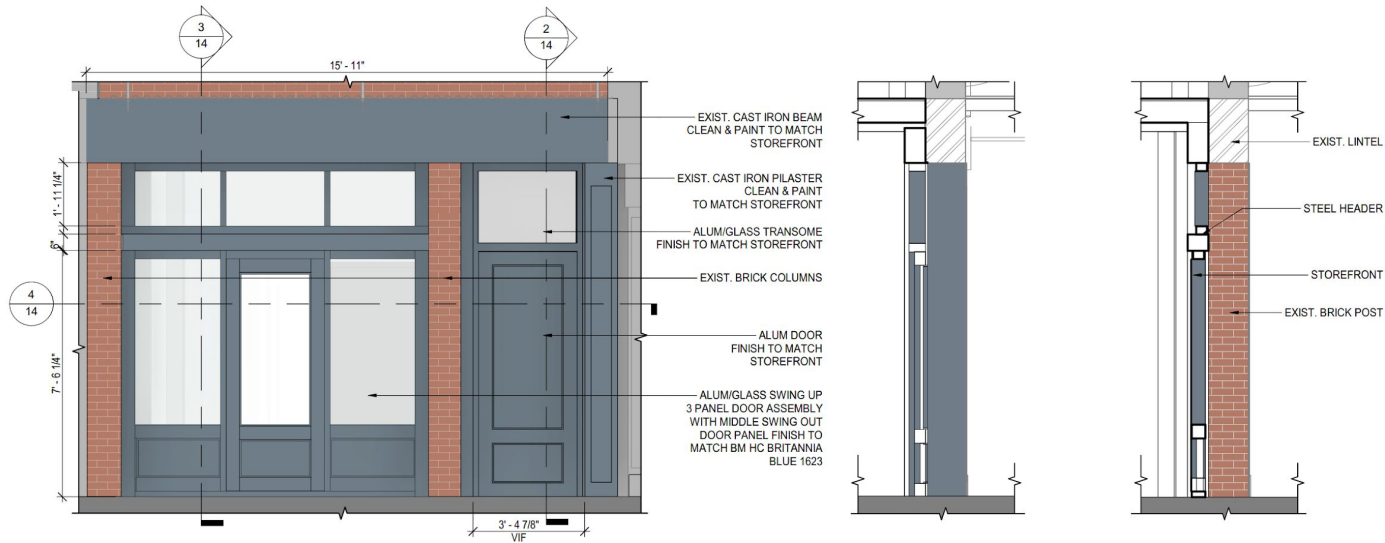 3
14
2
14
15' - 11"
EXIST. CAST IRON BEAM
CLEAN & PAINT TO MATCH
STOREFRONT
EXIST. CAST IRON PILASTER
CLEAN & PAINT
TO MATCH STOREFRONT
ALUM/GLASS TRANSOME
FINISH TO MATCH STOREFRONT
EXIST. BRICK COLUMNS
ALUM DOOR
FINISH TO MATCH
STOREFRONT
ALUM/GLASS SWING UP
3 PANEL DOOR ASSEMBLY
WITH MIDDLE SWING OUT
DOOR PANEL FINISH TO
MATCH BM HC BRITANNIA
BLUE 1623
1' - 11 1/4"
6"
7' - 6 1/4"
4
14
3' - 4 7/8"
VIF
EXIST. LINTEL
STEEL HEADER
STOREFRONT
EXIST. BRICK POST